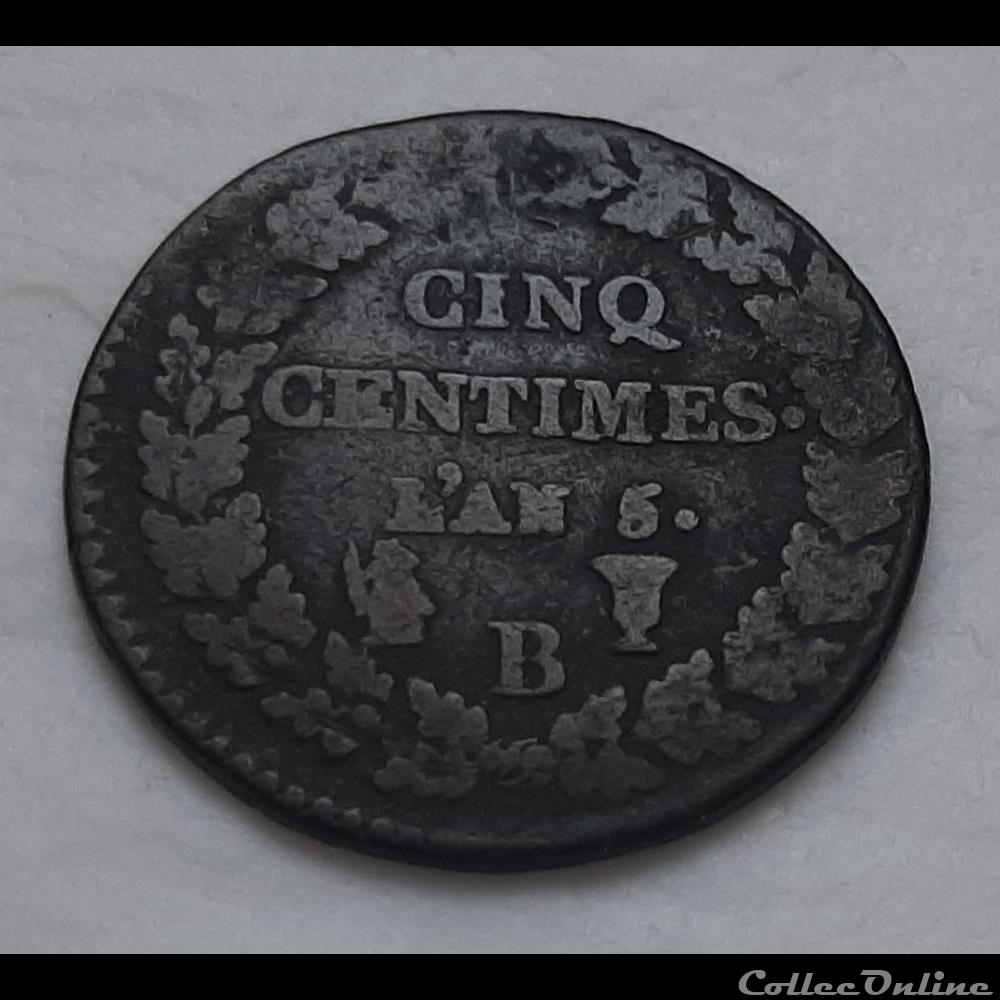 CINQ
CENTIMES.
L'AN 5.
B
CollecOnline